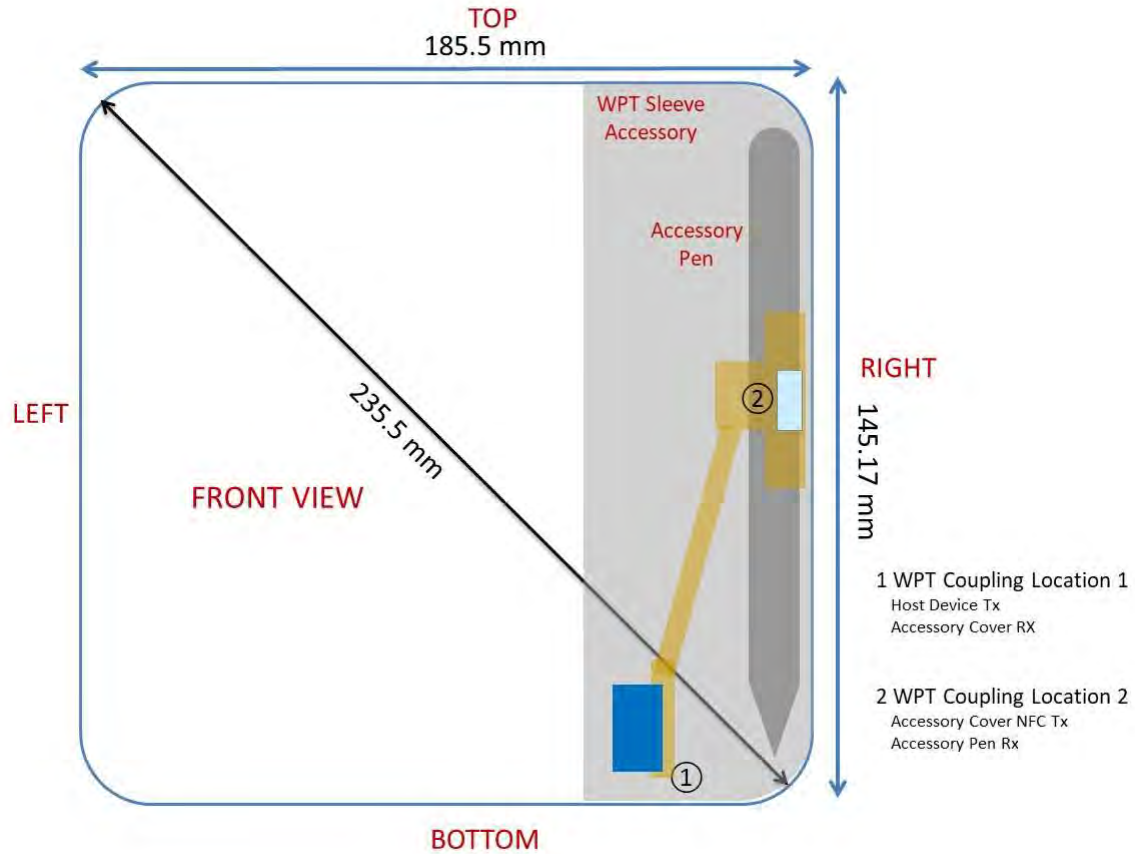 TOP
185.5 mm
WPT Sleeve
Accessory
Accessory
Pen
RIGHT
②
LEFT
235.5 mm
145.17 mm
FRONT VIEW
1 WPT Coupling Location 1
Host Device Tx
Accessory Cover RX
2 WPT Coupling Location 2
Accessory Cover NFC Tx
Accessory Pen Rx
①
BOTTOM